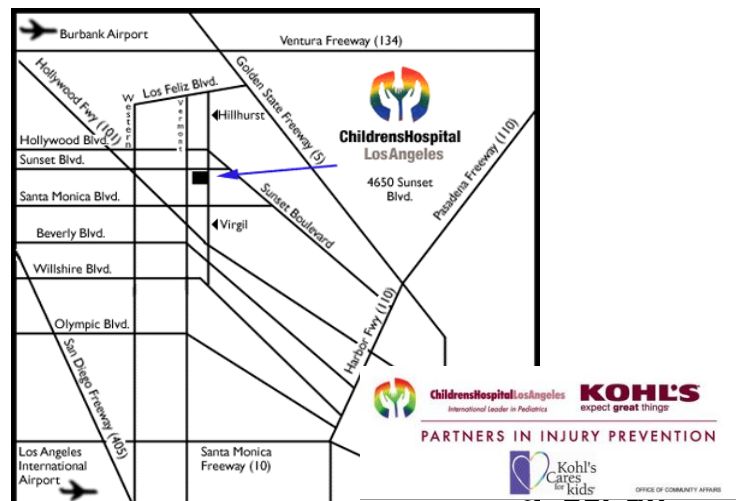 Burbank Airport
Ventura Freeway (134)
Hollywood Fwy (101)
Golden State Freeway (5)
Los Feliz Blvd.
Western
Vermont
Hillhurst
ChildrensHospital
LosAngeles
4650 Sunset
Blvd.
Pasadena Freeway (110)
Hollywood Blvd.
Sunset Blvd.
Santa Monica Blvd.
Sunset Boulevard
Virgil
Beverly Blvd.
Willshire Blvd.
Olympic Blvd.
Harbor Fwy (110)
San Diego Freeway (405)
Los Angeles
International
Airport
Santa Monica
Freeway (10)
ChildrensHospitalLosAngeles
International Leader in Pediatrics
KOHL'S
expect great things
PARTNERS IN INJURY PREVENTION
Kohl's
Cares
for
kids
OFFICE OF COMMUNITY AFFAIRS